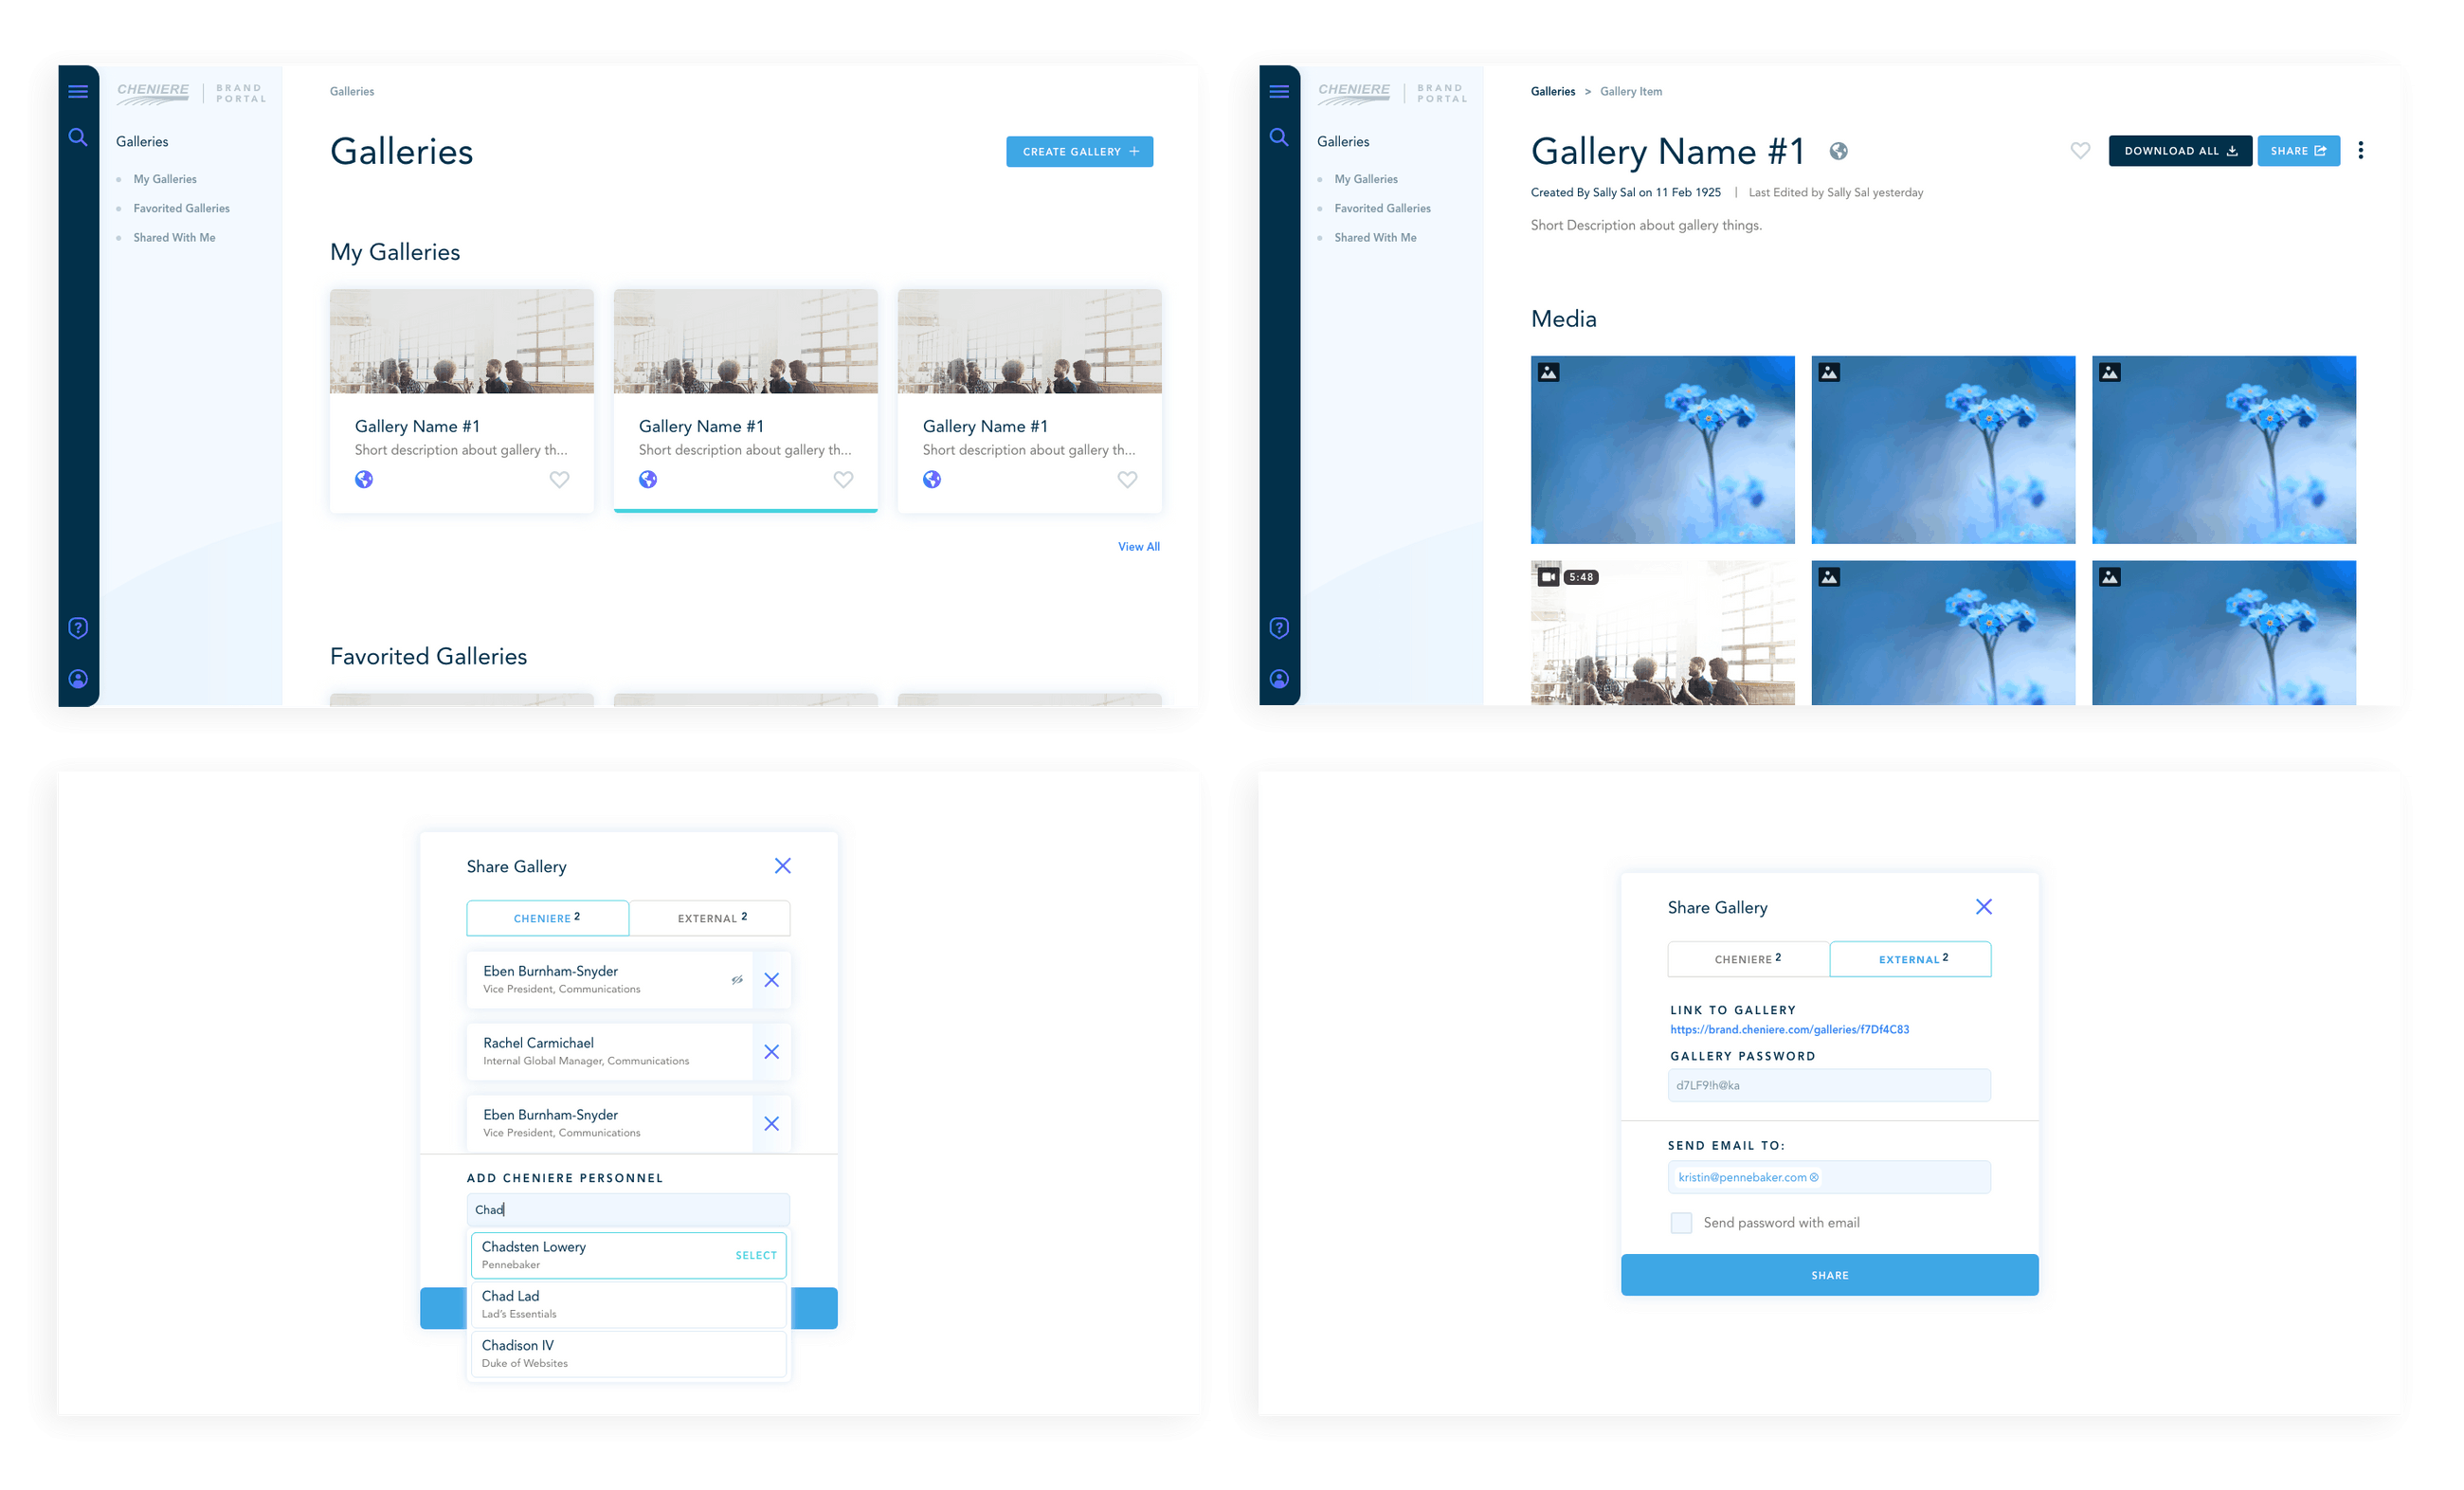 CHENIERE
BRAND
PORTAL
Galleries
My Galleries
Favorited Galleries
Shared With Me
Galleries
Galleries
CREATE GALLERY +
My Galleries
Gallery Name #1
Short description about gallery th...
Gallery Name #1
Short description about gallery th...
Gallery Name #1
Short description about gallery th...
View All
Favorited Galleries
CHENIERE
BRAND
PORTAL
Galleries
My Galleries
Favorited Galleries
Shared With Me
Galleries > Gallery Item
Gallery Name #1
DOWNLOAD ALL
SHARE
Created By Sally Sal on 11 Feb 1925 | Last Edited by Sally Sal yesterday
Short Description about gallery things.
Media
5:48
Share Gallery
CHENIERE 2
EXTERNAL 2
Eben Burnham-Snyder
Vice President, Communications
Rachel Carmichael
Internal Global Manager, Communications
Eben Burnham-Snyder
Vice President, Communications
ADD CHENIERE PERSONNEL
Chad
Chadsten Lowery
Pennebaker
SELECT
Chad Lad
Lad's Essentials
Chadison IV
Duke of Websites
Share Gallery
CHENIERE 2
EXTERNAL 2
LINK TO GALLERY
https://brand.cheniere.com/galleries/f7Df4C83
GALLERY PASSWORD
d7LF9!h@ka
SEND EMAIL TO:
kristin@pennebaker.com
Send password with email
SHARE